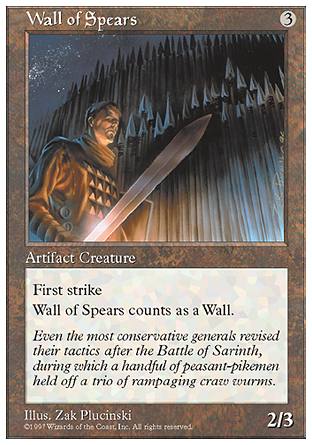 Wall of Spears 3
Artifact Creature
First strike
Wall of Spears counts as a Wall.
Even the most conservative generals revised
their tactics after the Battle of Sarinth,
during which a handful of peasant-pikemen
held off a trio of rampaging craw wurms.
Illus. Zak Plucinski
©1997 Wizards of the Coast, Inc. All rights reserved.
2/3